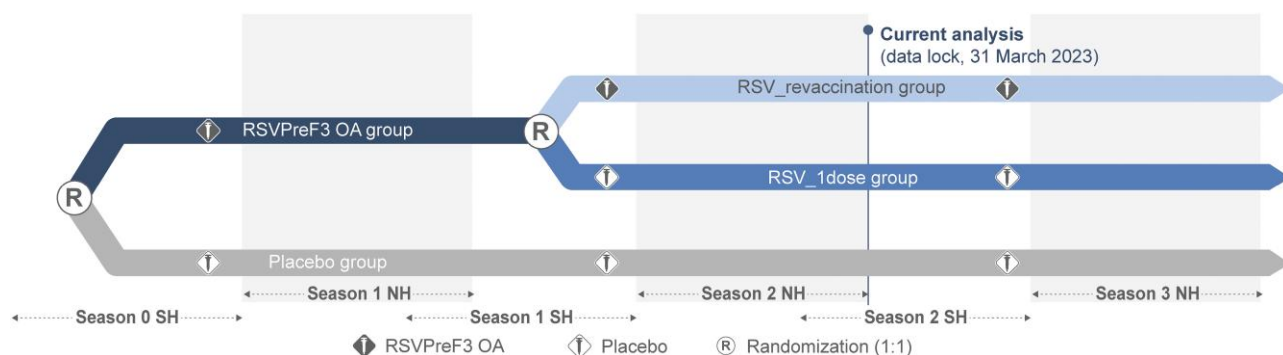 Current analysis
(data lock, 31 March 2023)
RSV_revaccination group
RSVPreF3 OA group
R
R
RSV_1dose group
Placebo group
Season 1 NH
Season 2 NH
Season 3 NH
Season 0 SH
Season 1 SH
Season 2 SH
RSVPreF3 OA
Placebo
R Randomization (1:1)